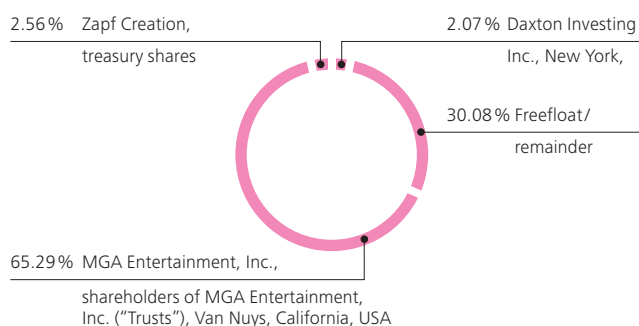 2.56 % Zapf Creation,
treasury shares
2.07 % Daxton Investing
Inc., New York,
30.08 % Freefloat/
remainder
65.29 % MGA Entertainment, Inc.,
shareholders of MGA Entertainment,
Inc. (“Trusts”), Van Nuys, California, USA